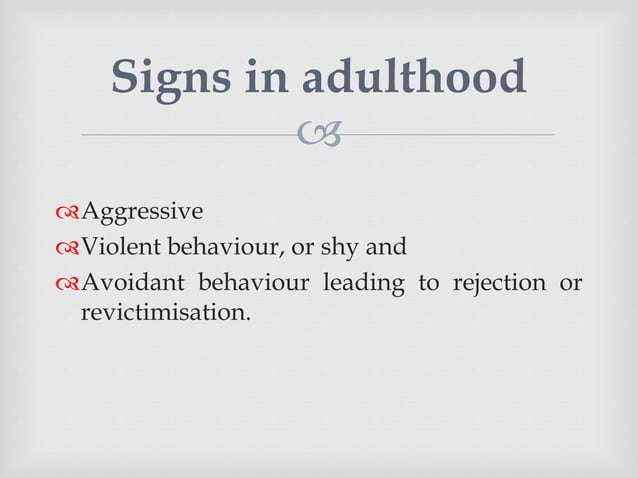 Signs in adulthood
Aggressive
Violent behaviour, or shy and
Avoidant behaviour leading to rejection or
revictimisation.